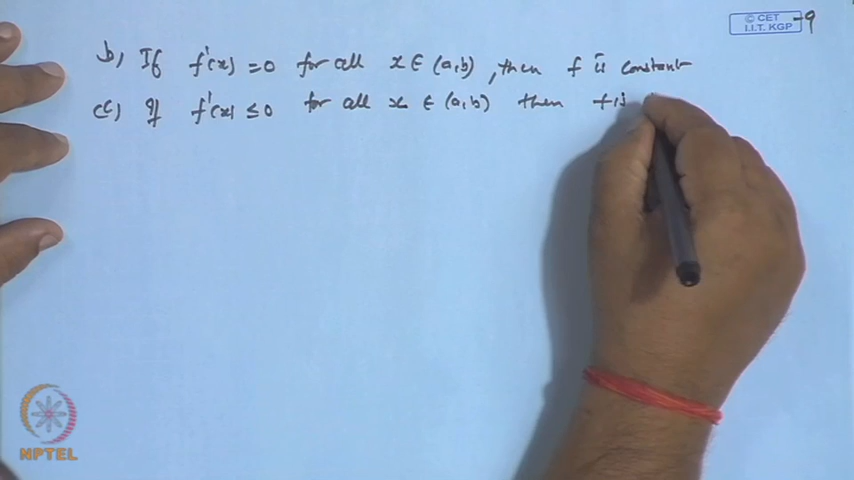 © CET
I.I.T. KGP
-9
b) If f'(x) = 0 for all x ∈ (a,b), then f is constant
(c) If f'(x) ≤ 0 for all x ∈ (a,b) then f is
NPTEL